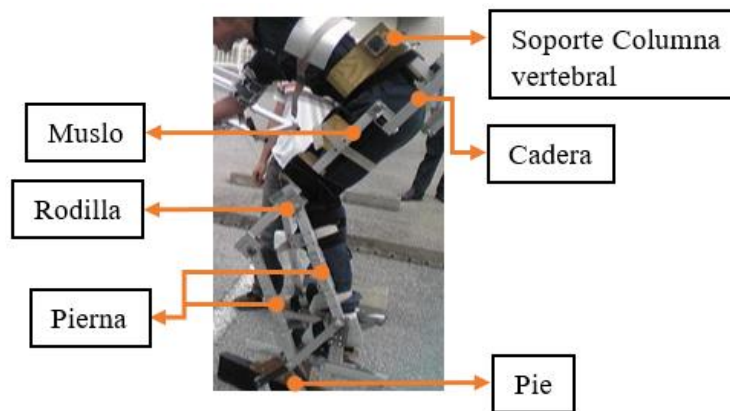 Soporte Columna
vertebral
Muslo
Cadera
Rodilla
Pierna
Pie